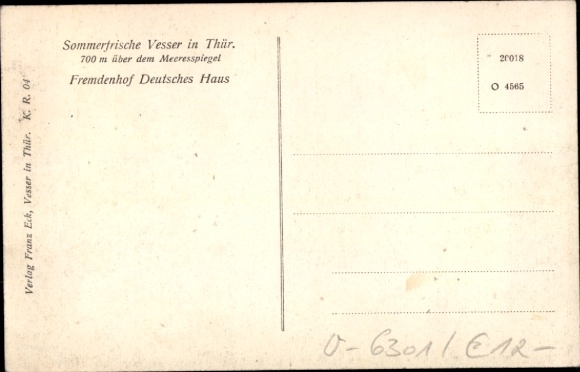 Sommerfrische Vesser in Thür.
700 m über dem Meeresspiegel
Fremdenhof Deutsches Haus
Verlag Franz Eck, Vesser in Thür. K. R. 04
20018
O 4565
V-6301/ E12-